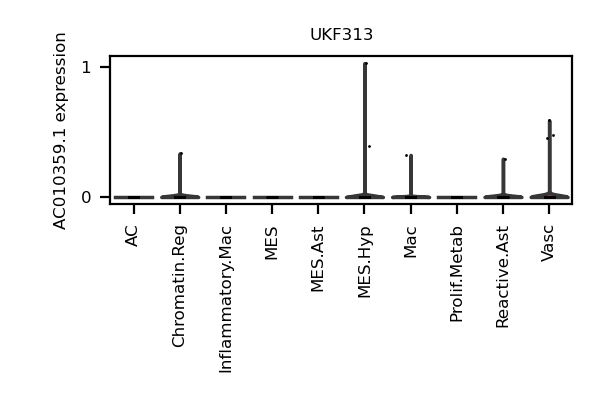 UKF313
AC010359.1 expression
1
0
AC
Chromatin.Reg
Inflammatory.Mac
MES
MES.Ast
MES.Hyp
Mac
Prolif.Metab
Reactive.Ast
Vasc